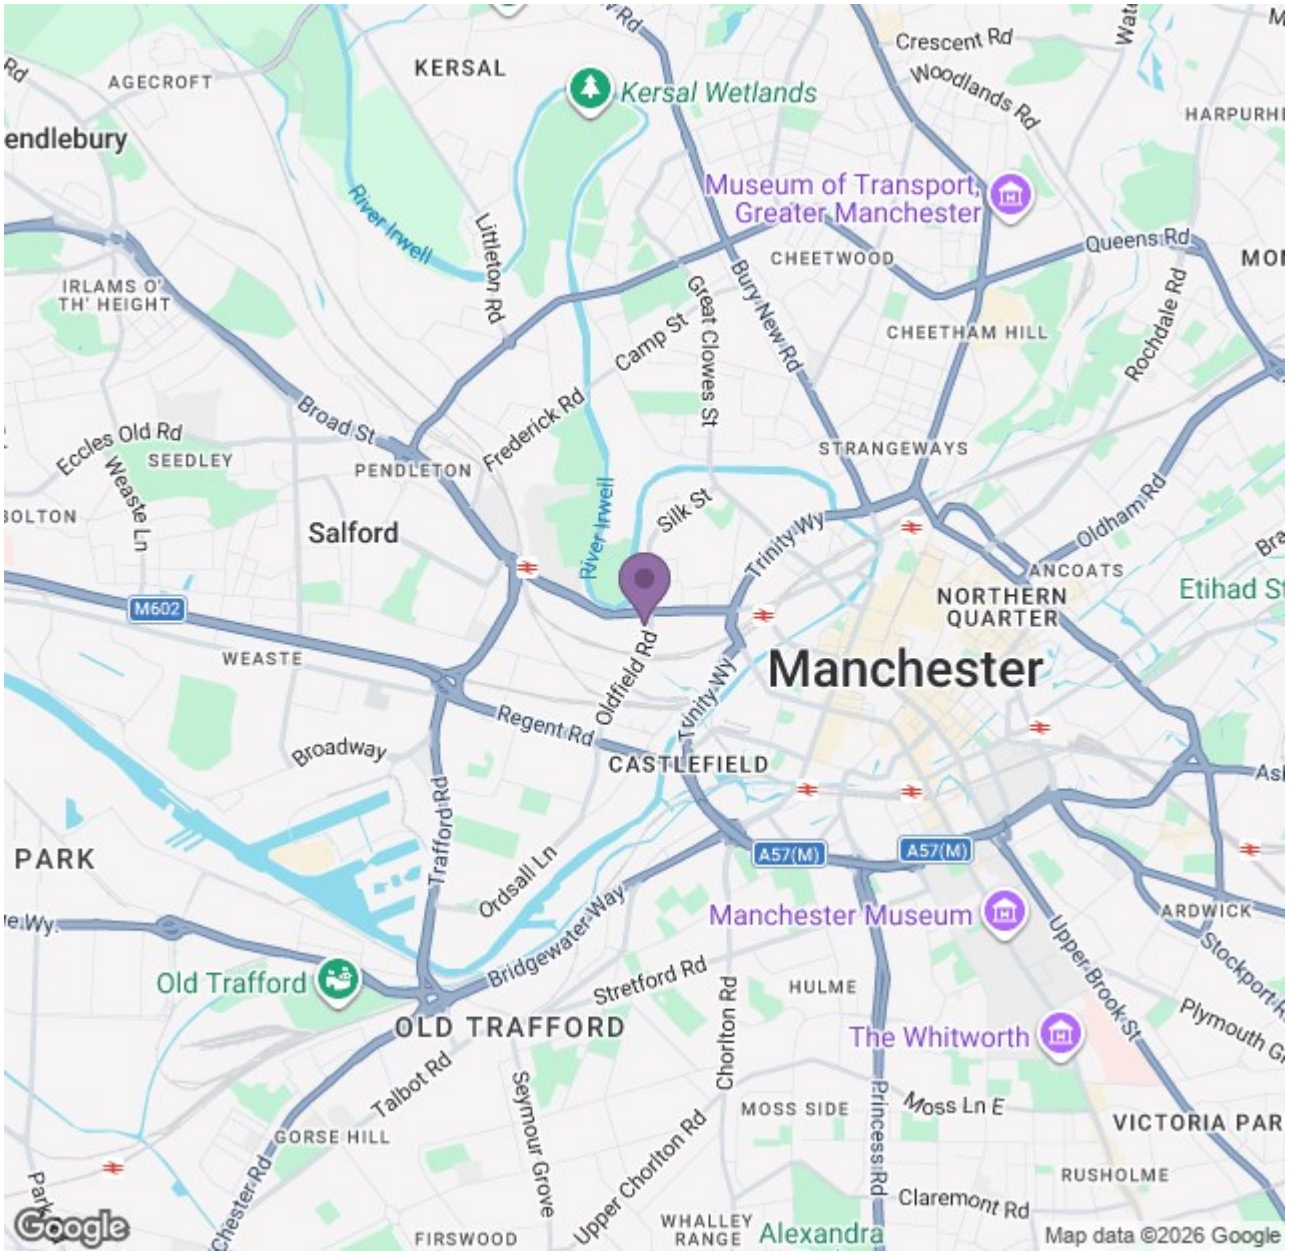 Crescent Rd
KERSAL
AGECROFT
Kersal Wetlands
Woodlands Rd
HARPURHE
endlebury
Museum of Transport,
Greater Manchester
River Irwell
Littleton Rd
Queens Rd
CHEETWOOD
IRLAMS O'
TH' HEIGHT
Great Clowes St
Bury New Rd
Rochdale Rd
CHEETHAM HILL
Camp St
Broad St
Frederick Rd
Eccles Old Rd
SEEDLEY
PENDLETON
STRANGEWAYS
Weaste Ln
Salford
River Irwell
Silk St
Trinity Wy
Oldham Rd
ANCOATS
Etihad St
NORTHERN
QUARTER
M602
WEASTE
Oldfield Rd
Manchester
Trinity Wy
Regent Rd
Broadway
CASTLEFIELD
Trafford Rd
A57(M)
A57(M)
PARK
Ordsall Ln
Manchester Museum
ARDWICK
Bridgewater Way
Upper Brook St
Stockport R
Old Trafford
Stretford Rd
HULME
OLD TRAFFORD
Chorlton Rd
The Whitworth
Plymouth G
Talbot Rd
Seymour Grove
Princess Rd
Moss Ln E
MOSS SIDE
VICTORIA PAR
GORSE HILL
Upper Chorlton Rd
RUSHOLME
Chester Rd
Claremont Rd
WHALLEY
RANGE
Alexandra
FIRSWOOD
Google
Map data ©2026 Google